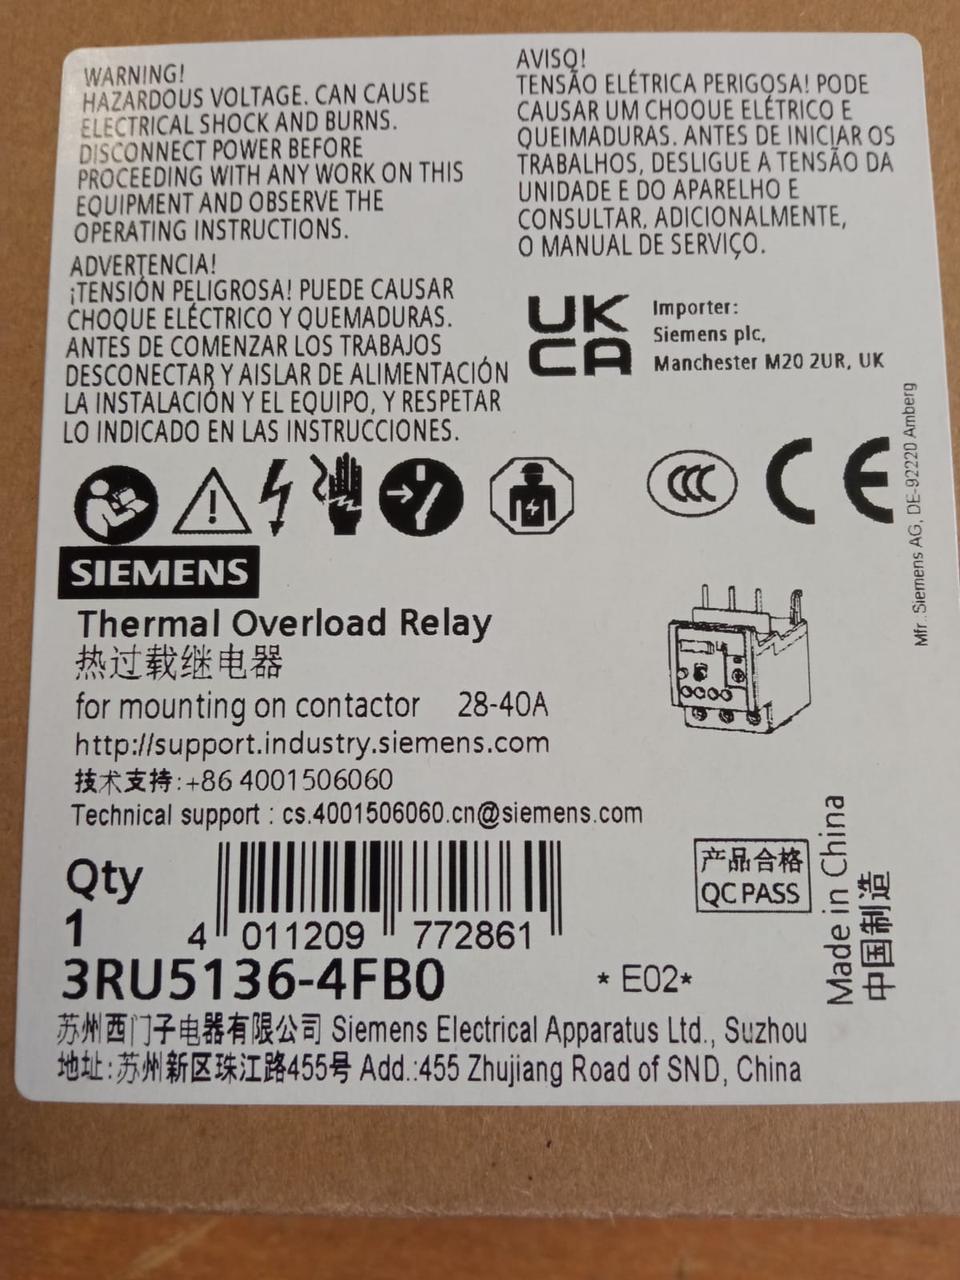 WARNING!
HAZARDOUS VOLTAGE. CAN CAUSE
ELECTRICAL SHOCK AND BURNS.
DISCONNECT POWER BEFORE
PROCEEDING WITH ANY WORK ON THIS
EQUIPMENT AND OBSERVE THE
OPERATING INSTRUCTIONS.
ADVERTENCIA!
¡TENSIÓN PELIGROSA! PUEDE CAUSAR
CHOQUE ELÉCTRICO Y QUEMADURAS.
ANTES DE COMENZAR LOS TRABAJOS
DESCONECTAR Y AISLAR DE ALIMENTACIÓN
LA INSTALACIÓN Y EL EQUIPO, Y RESPETAR
LO INDICADO EN LAS INSTRUCCIONES.
AVISO!
TENSÃO ELÉTRICA PERIGOSA! PODE
CAUSAR UM CHOQUE ELÉTRICO E
QUEIMADURAS. ANTES DE INICIAR OS
TRABALHOS, DESLIGUE A TENSÃO DA
UNIDADE E DO APARELHO E
CONSULTAR, ADICIONALMENTE,
O MANUAL DE SERVIÇO.
UK
CA
Importer:
Siemens plc,
Manchester M20 2UR, UK
CCC
CE
Mfr.:Siemens AG, DE-92220 Amberg
SIEMENS
Thermal Overload Relay
热过载继电器
for mounting on contactor 28-40A
http://support.industry.siemens.com
技术支持:+86 4001506060
Technical support : cs.4001506060.cn@siemens.com
Qty
1
4 011209 772861
产品合格
QC PASS
Made in China
中国制造
3RU5136-4FB0 *E02*
苏州西门子电器有限公司 Siemens Electrical Apparatus Ltd., Suzhou
地址:苏州新区珠江路455号 Add.:455 Zhujiang Road of SND, China